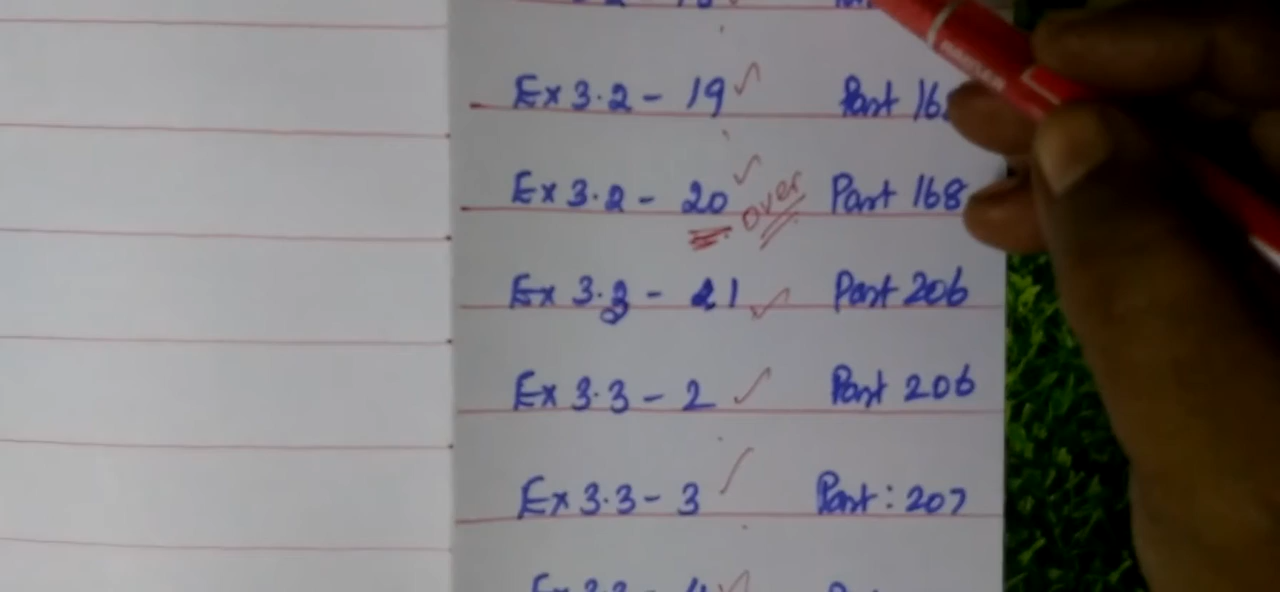 Ex 3.2 - 19 ✓ Part 16
Ex 3.2 - 20 ✓ over Part 168
Ex 3.3 - 21 ✓ Part 206
Ex 3.3 - 2 ✓ Part 206
Ex 3.3 - 3 ✓ Part : 207